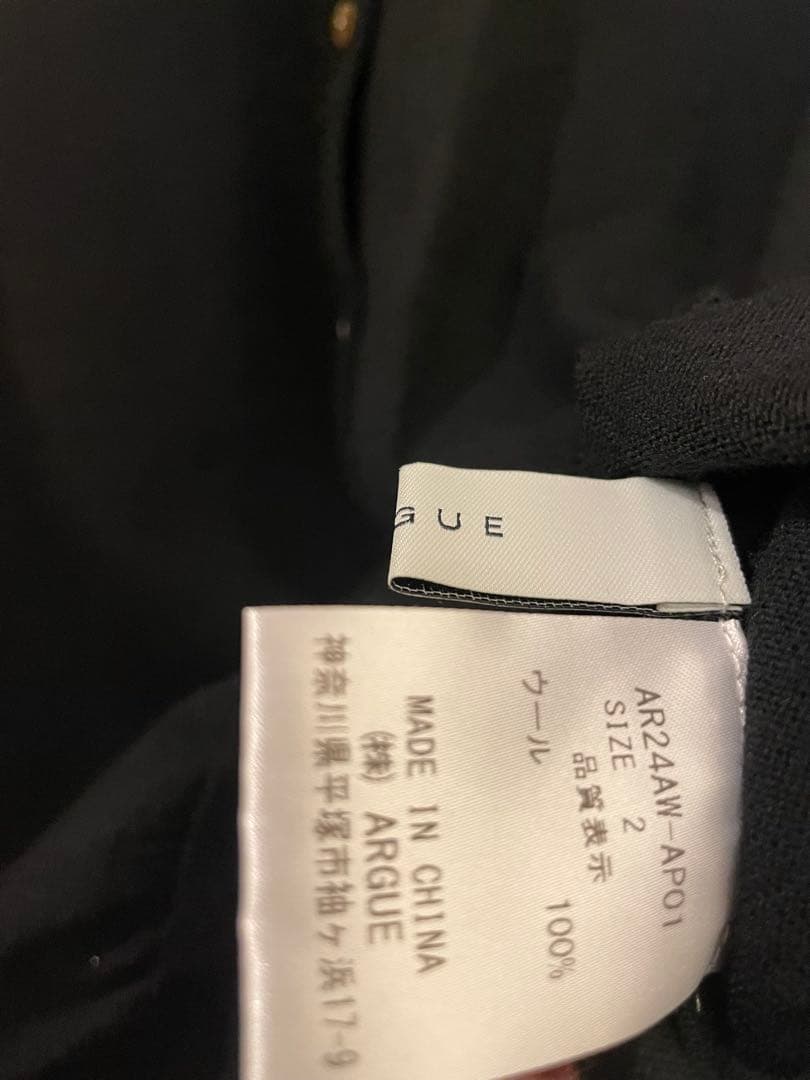 GUE
AR24AW-AP01
SIZE 2
品質表示
ウール 100%
MADE IN CHINA
(株) ARGUE
神奈川県平塚市袖ヶ浜17-9